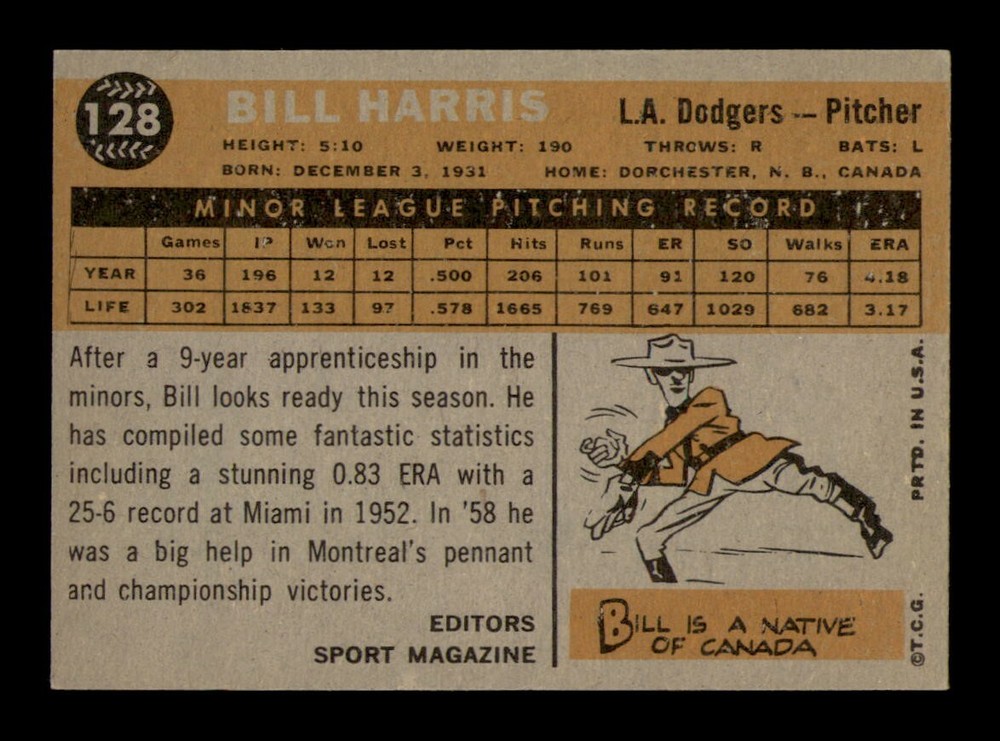 128
BILL HARRIS
L.A. Dodgers -- Pitcher
HEIGHT: 5:10 WEIGHT: 190 THROWS: R BATS: L
BORN: DECEMBER 3, 1931 HOME: DORCHESTER, N. B., CANADA
MINOR LEAGUE PITCHING RECORD
Games IP Won Lost Pct Hits Runs ER SO Walks ERA
YEAR 36 196 12 12 .500 206 101 91 120 76 4.18
LIFE 302 1837 133 97 .578 1665 769 647 1029 682 3.17
After a 9-year apprenticeship in the
minors, Bill looks ready this season. He
has compiled some fantastic statistics
including a stunning 0.83 ERA with a
25-6 record at Miami in 1952. In '58 he
was a big help in Montreal's pennant
and championship victories.
EDITORS
SPORT MAGAZINE
BILL IS A NATIVE
OF CANADA
PRTD. IN U.S.A.
©T.C.G.